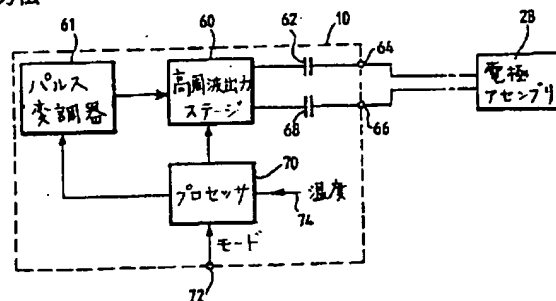 方法
61
60
62
10
64
28
パルス
変調器
高周波出力
ステージ
電極
アセンブリ
68
66
70
プロセッサ
温度
74
モード
72